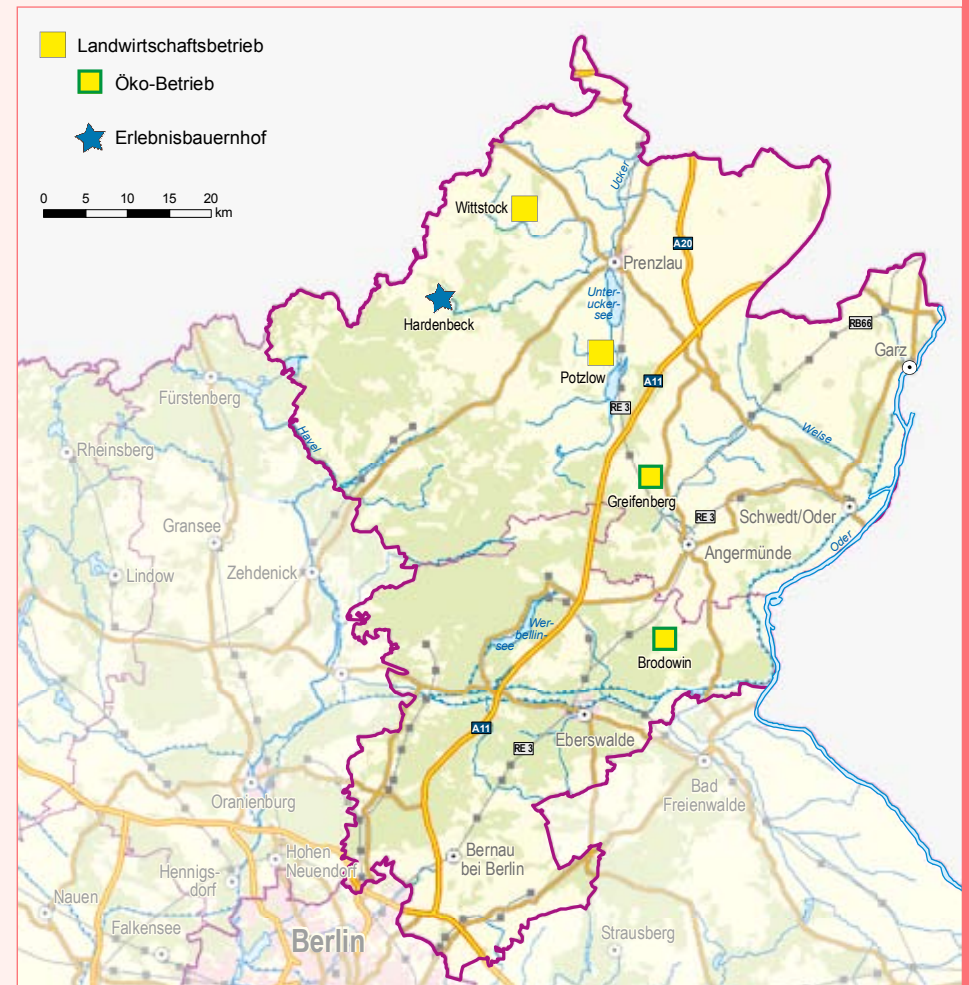 Landwirtschaftsbetrieb
Öko-Betrieb
Erlebnisbauernhof
0 5 10 15 20
km
Wittstock
Ucker
A20
Prenzlau
Unter-
ucker-
see
Hardenbeck
RB66
Garz
Potzlow
A11
RE 3
Fürstenberg
Havel
Rheinsberg
Welse
Greifenberg
RE 3
Schwedt/Oder
Gransee
Angermünde
Oder
Lindow
Zehdenick
Wer-
bellin-
see
Brodowin
A11
RE 3
Eberswalde
Bad
Freienwalde
Oranienburg
Bernau
bei Berlin
Hohen
Neuendorf
Hennigs-
dorf
Nauen
Falkensee
Berlin
Strausberg